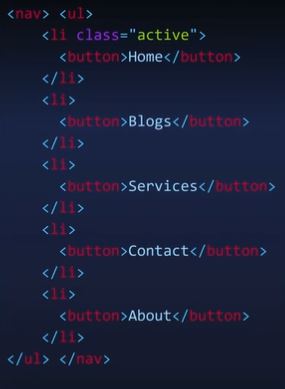 <nav> <ul>
<li class="active">
<button>Home</button>
</li>
<li>
<button>Blogs</button>
</li>
<li>
<button>Services</button>
</li>
<li>
<button>Contact</button>
</li>
<li>
<button>About</button>
</li>
</ul> </nav>